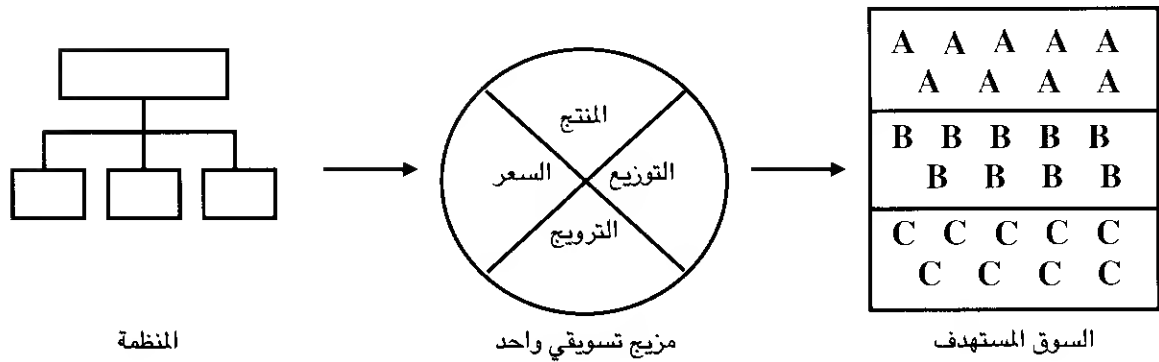 A A A A A
A A A A
المنتج
B B B B B
السعر
التوزيع
B B B B
الترويج
C C C C C
C C C C
المنظمة
مزيج تسويقي واحد
السوق المستهدف